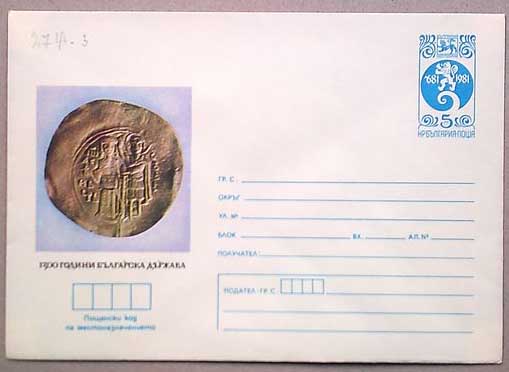 274-3
681 1981
5
НР БЪЛГАРИЯ ПОЩА
ГР. С.
ОКРЪГ
УЛ. №
БЛОК ВХ. АП. №
ПОЛУЧАТЕЛ:
ПОДАТЕЛ - ГР. С.
1300 ГОДИНИ БЪЛГАРСКА ДЪРЖАВА
Пощенски код
на местоназначението